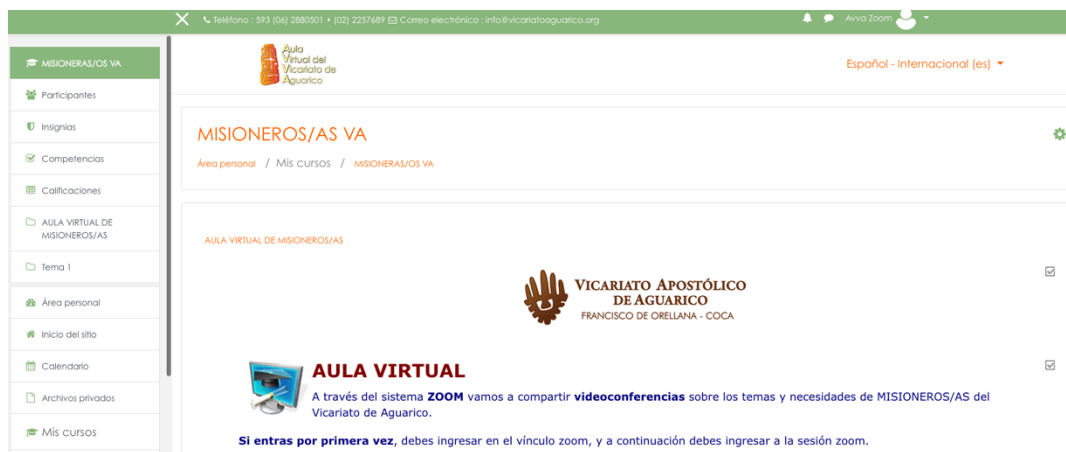 Teléfono : 593 (06) 2880501 • (02) 2257689 Correo electrónico : info@vicariatoaguarico.org
Avva Zoom
MISIONERAS/OS VA
Participantes
Insignias
Competencias
Calificaciones
AULA VIRTUAL DE
MISIONEROS/AS
Tema 1
Área personal
Inicio del sitio
Calendario
Archivos privados
Mis cursos
Aula
Virtual del
Vicariato de
Aguarico
Español - Internacional (es)
MISIONEROS/AS VA
Área personal / Mis cursos / MISIONERAS/OS VA
AULA VIRTUAL DE MISIONEROS/AS
VICARIATO APOSTÓLICO
DE AGUARICO
FRANCISCO DE ORELLANA - COCA
AULA VIRTUAL
A través del sistema ZOOM vamos a compartir videoconferencias sobre los temas y necesidades de MISIONEROS/AS del
Vicariato de Aguarico.
Si entras por primera vez, debes ingresar en el vínculo zoom, y a continuación debes ingresar a la sesión zoom.